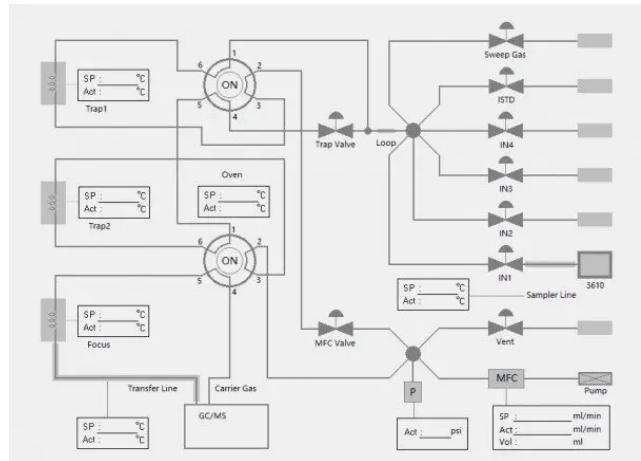 Sweep Gas
ISTD
IN4
IN3
IN2
IN1
3610
SP : ℃
Act : ℃
Trap1
6
1
2
5
4
3
ON
Trap Valve
Loop
Oven
SP : ℃
Act : ℃
SP : ℃
Act : ℃
Trap2
6
1
2
5
4
3
ON
SP : ℃
Act : ℃
Sampler Line
SP : ℃
Act : ℃
Focus
MFC Valve
Vent
Transfer Line
Carrier Gas
GC/MS
SP : ℃
Act : ℃
P
Act : psi
MFC
Pump
SP : ml/min
Act : ml/min
Vol : ml